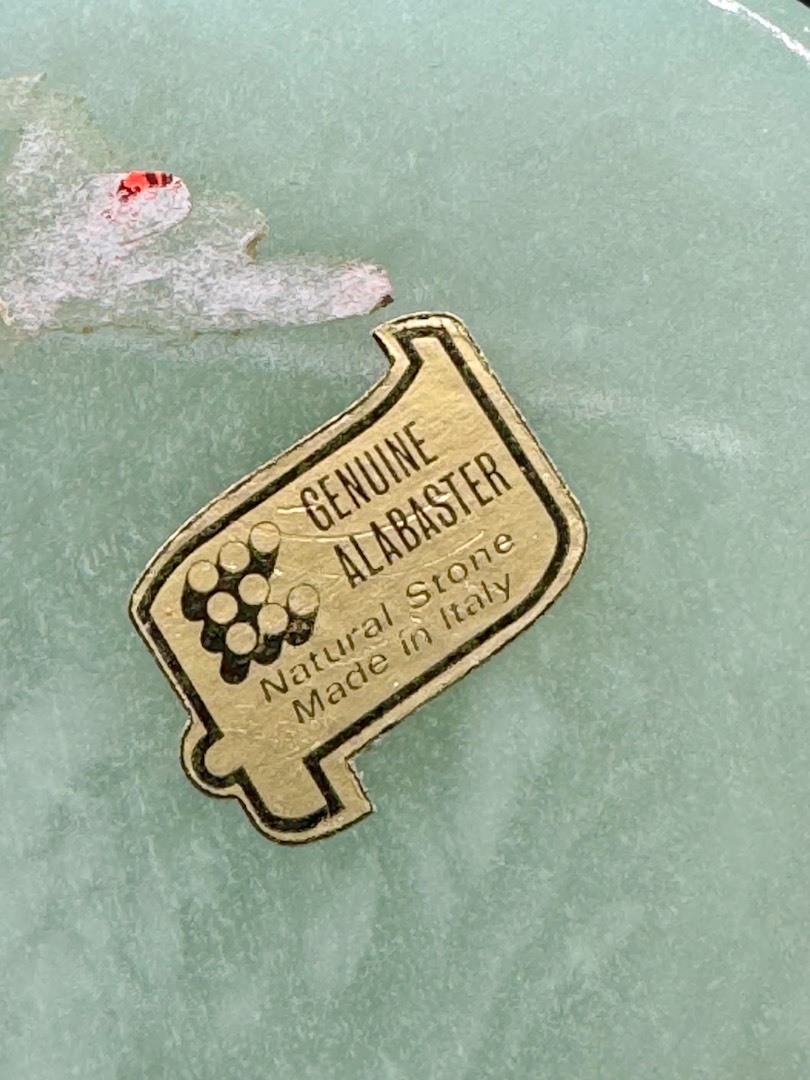 GENUINE
ALABASTER
Natural Stone
Made in Italy